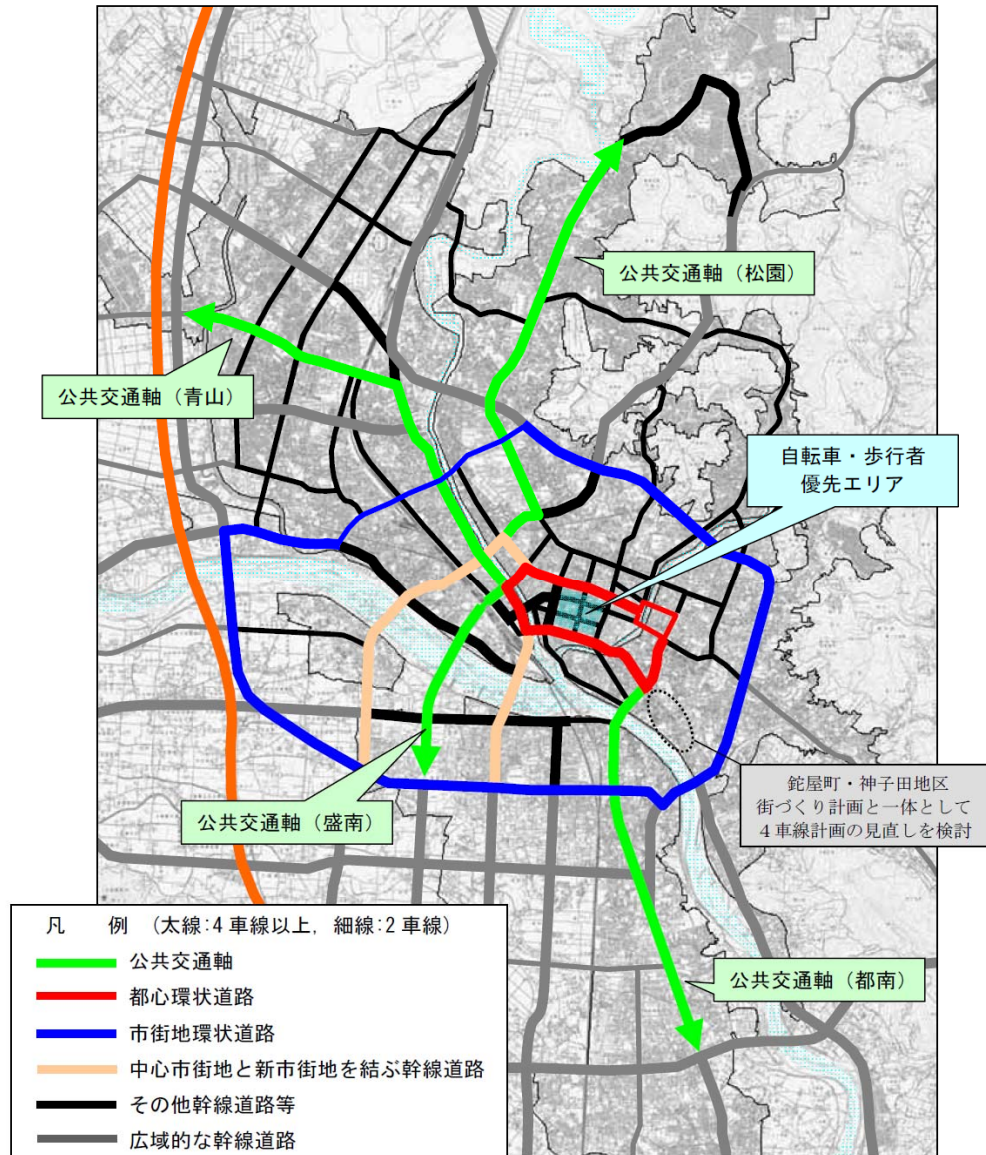 公共交通軸（松園）
公共交通軸（青山）
自転車・歩行者
優先エリア
鉈屋町・神子田地区
街づくり計画と一体として
４車線計画の見直しを検討
公共交通軸（盛南）
公共交通軸（都南）
凡　例　（太線:4 車線以上，細線:2 車線）
公共交通軸
都心環状道路
市街地環状道路
中心市街地と新市街地を結ぶ幹線道路
その他幹線道路等
広域的な幹線道路